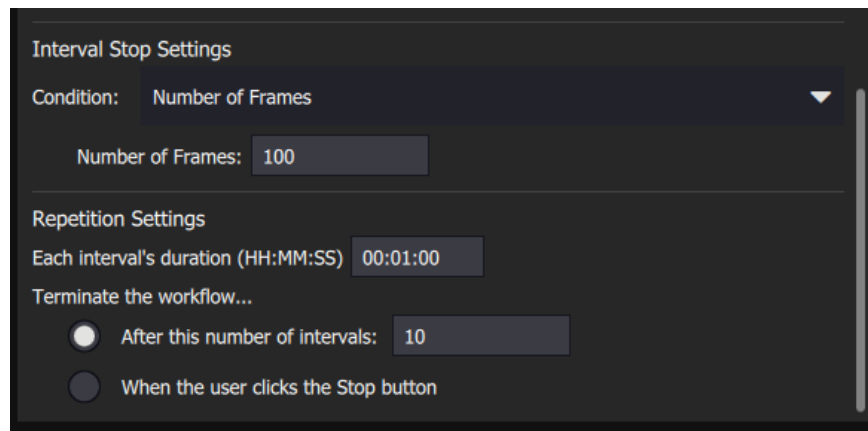 Interval Stop Settings
Condition: Number of Frames
Number of Frames: 100
Repetition Settings
Each interval's duration (HH:MM:SS) 00:01:00
Terminate the workflow...
After this number of intervals: 10
When the user clicks the Stop button